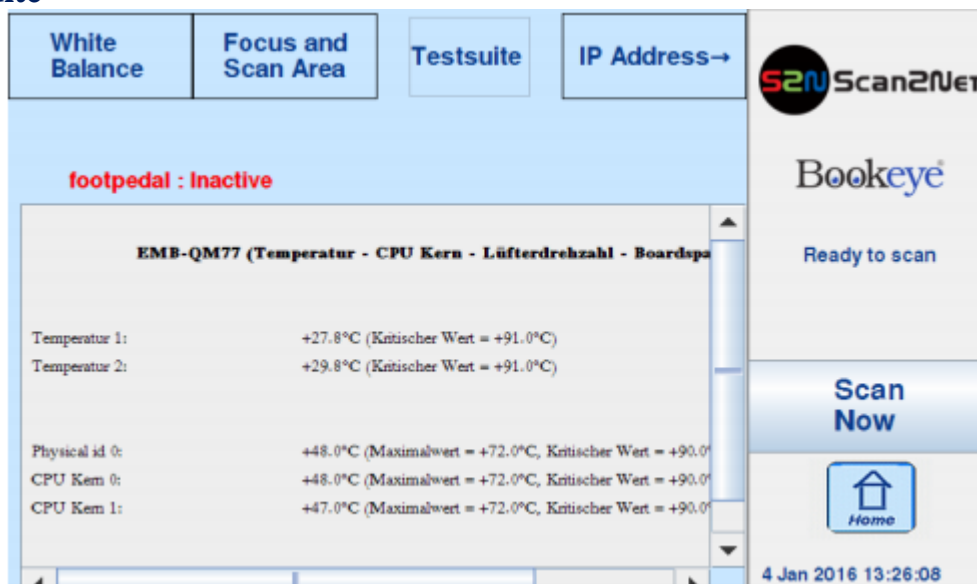 White
Balance
Focus and
Scan Area
Testsuite
IP Address→
S2N Scan2Net
Bookeye
footpedal : Inactive
Ready to scan
EMB-QM77 (Temperatur - CPU Kern - Lüfterdrehzahl - Boardspa
Temperatur 1: +27.8°C (Kritischer Wert = +91.0°C)
Temperatur 2: +29.8°C (Kritischer Wert = +91.0°C)
Scan
Now
Physical id 0: +48.0°C (Maximalwert = +72.0°C, Kritischer Wert = +90.0°
CPU Kern 0: +48.0°C (Maximalwert = +72.0°C, Kritischer Wert = +90.0°
CPU Kern 1: +47.0°C (Maximalwert = +72.0°C, Kritischer Wert = +90.0°
Home
4 Jan 2016 13:26:08